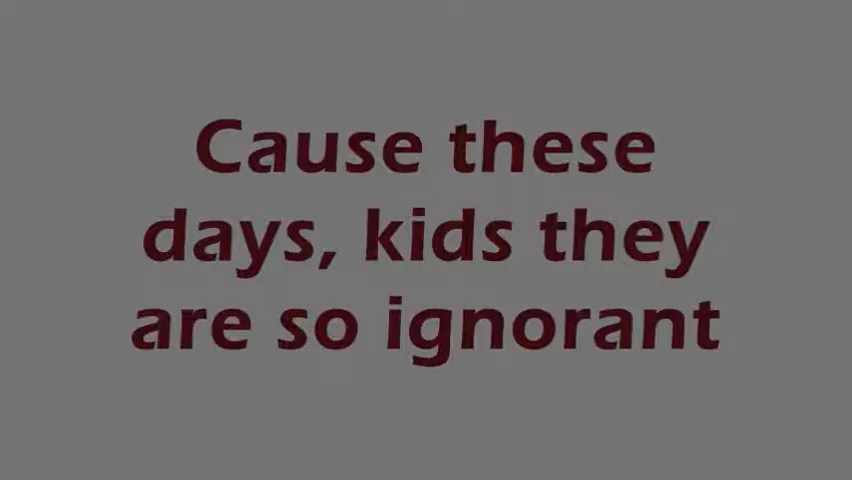 Cause these
days, kids they
are so ignorant